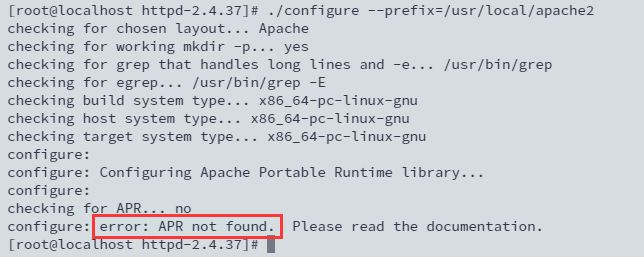 [root@localhost httpd-2.4.37]# ./configure --prefix=/usr/local/apache2
checking for chosen layout... Apache
checking for working mkdir -p... yes
checking for grep that handles long lines and -e... /usr/bin/grep
checking for egrep... /usr/bin/grep -E
checking build system type... x86_64-pc-linux-gnu
checking host system type... x86_64-pc-linux-gnu
checking target system type... x86_64-pc-linux-gnu
configure:
configure: Configuring Apache Portable Runtime library...
configure:
checking for APR... no
configure: error: APR not found.  Please read the documentation.
[root@localhost httpd-2.4.37]#